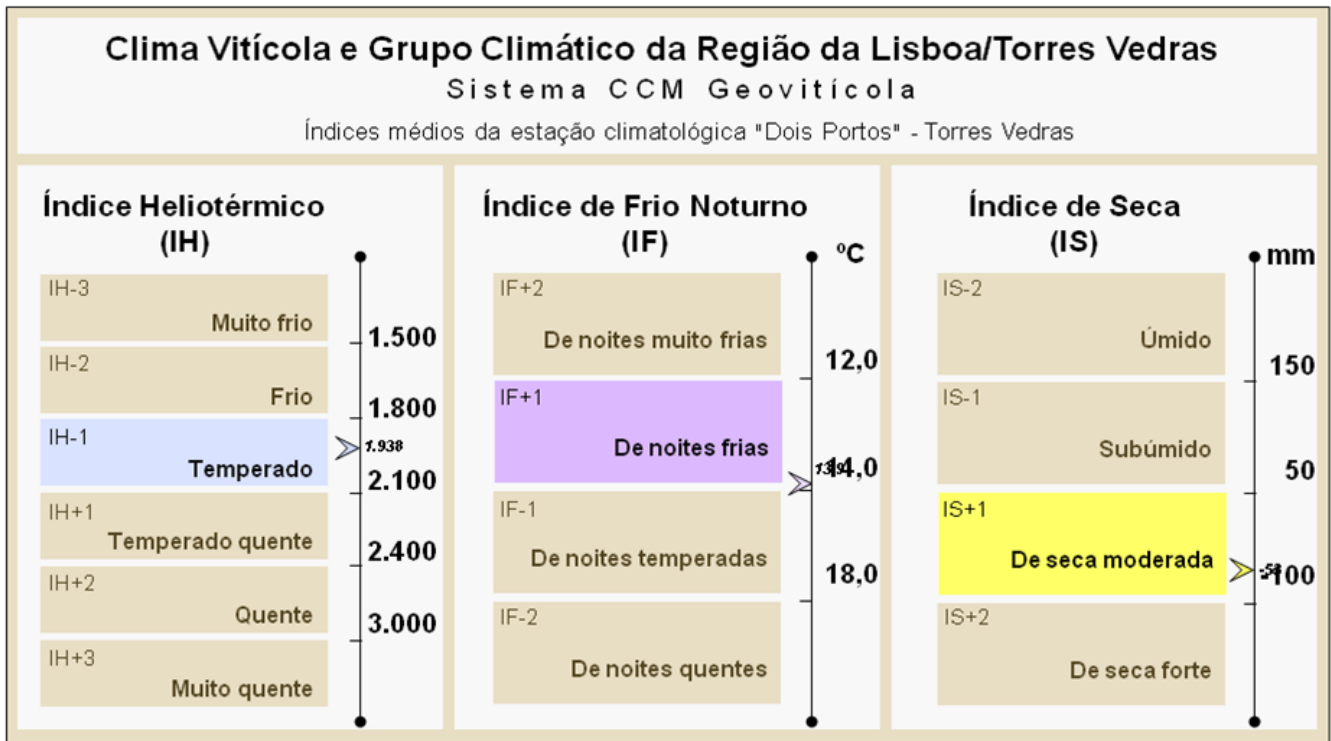 Clima Vitícola e Grupo Climático da Região da Lisboa/Torres Vedras
Sistema CCM Geovitícola
Índices médios da estação climatológica "Dois Portos" - Torres Vedras
Índice Heliotérmico
(IH)
IH-3
Muito frio
1.500
IH-2
Frio
1.800
IH-1
1.938
Temperado
2.100
IH+1
Temperado quente
2.400
IH+2
Quente
3.000
IH+3
Muito quente
Índice de Frio Noturno
(IF)
ºC
IF+2
De noites muito frias
12,0
IF+1
De noites frias
14,0
IF-1
De noites temperadas
18,0
IF-2
De noites quentes
Índice de Seca
(IS)
mm
IS-2
Úmido
150
IS-1
Subúmido
50
IS+1
De seca moderada
-100
IS+2
De seca forte